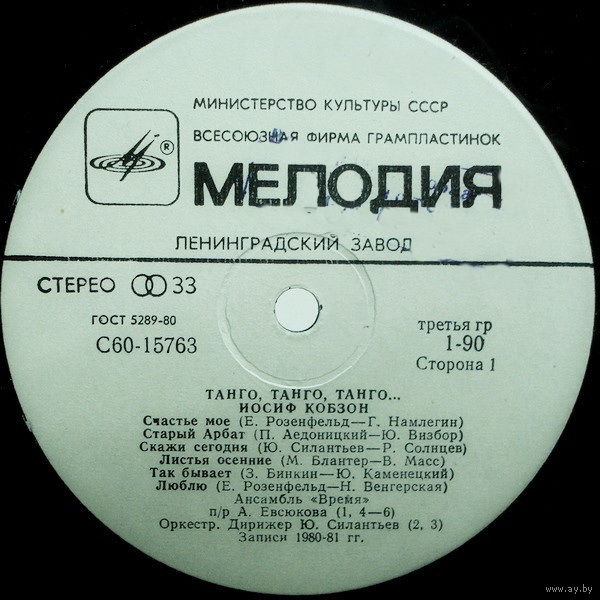 МИНИСТЕРСТВО КУЛЬТУРЫ СССР
ВСЕСОЮЗНАЯ ФИРМА ГРАМПЛАСТИНОК
®
МЕЛОДИЯ
ЛЕНИНГРАДСКИЙ ЗАВОД
СТЕРЕО 33
ГОСТ 5289-80
С60-15763
третья гр
1-90
Сторона 1
ТАНГО, ТАНГО, ТАНГО...
ИОСИФ КОБЗОН
Счастье мое (Е. Розенфельд—Г. Намлегин)
Старый Арбат (П. Аедоницкий—Ю. Визбор)
Скажи сегодня (Ю. Силантьев—Р. Солнцев)
Листья осенние (М. Блантер—В. Масс)
Так бывает (З. Бинкин—Ю. Каменецкий)
Люблю (Е. Розенфельд—Н. Венгерская)
Ансамбль «Время»
п/р А. Евсюкова (1, 4—6)
Оркестр. Дирижер Ю. Силантьев (2, 3)
Записи 1980-81 гг.
www.ay.by